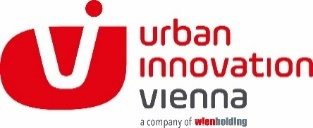 urban
innovation
vienna
a company of wienholding